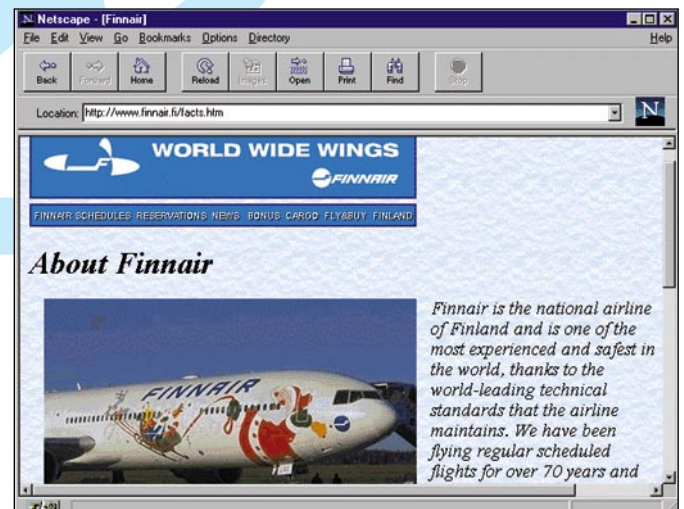 Netscape - [Finnair]
File Edit View Go Bookmarks Options Directory Help
Back Forward Home Reload Images Open Print Find Stop
Location: http://www.finnair.fi/facts.htm
N
WORLD WIDE WINGS
FINNAIR
FINNAIR SCHEDULES RESERVATIONS NEWS BONUS CARGO FLY&BUY FINLAND
About Finnair
FINNAIR
Finnair is the national airline
of Finland and is one of the
most experienced and safest in
the world, thanks to the
world-leading technical
standards that the airline
maintains. We have been
flying regular scheduled
flights for over 70 years and